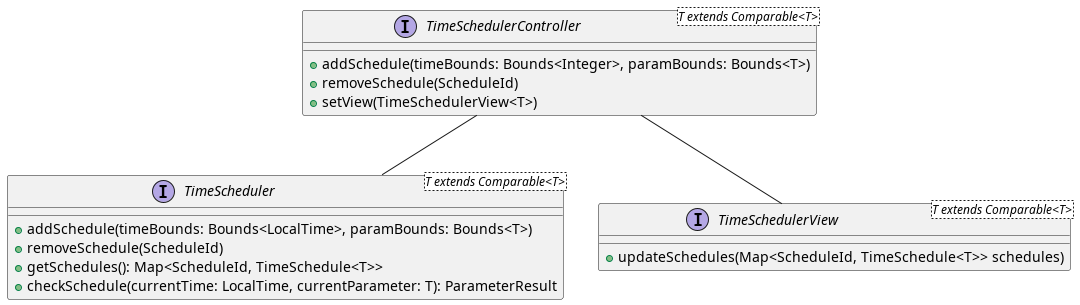 I TimeSchedulerController T extends Comparable<T>
addSchedule(timeBounds: Bounds<Integer>, paramBounds: Bounds<T>)
removeSchedule(ScheduleId)
setView(TimeSchedulerView<T>)
I TimeScheduler T extends Comparable<T>
addSchedule(timeBounds: Bounds<LocalTime>, paramBounds: Bounds<T>)
removeSchedule(ScheduleId)
getSchedules(): Map<ScheduleId, TimeSchedule<T>>
checkSchedule(currentTime: LocalTime, currentParameter: T): ParameterResult
I TimeSchedulerView T extends Comparable<T>
updateSchedules(Map<ScheduleId, TimeSchedule<T>> schedules)